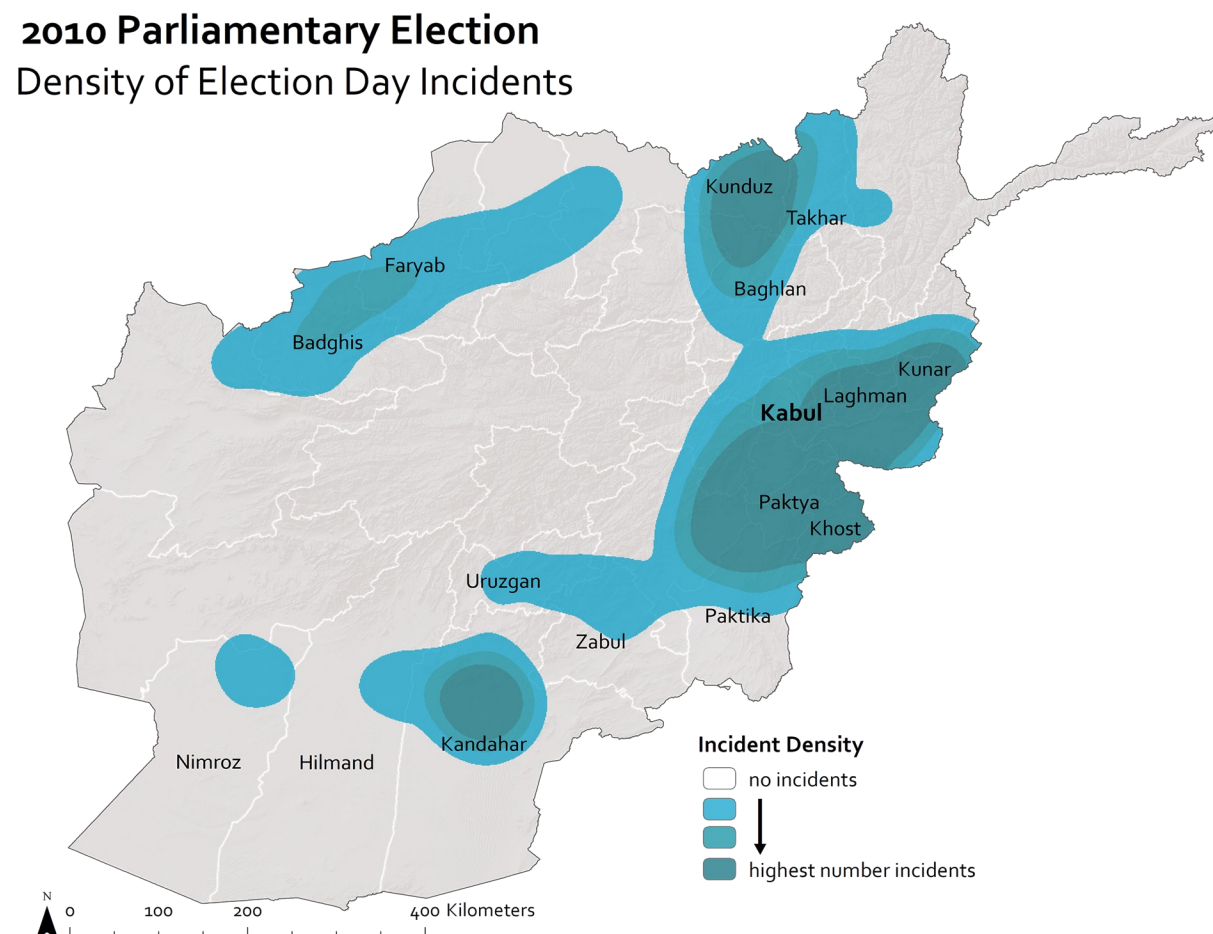 2010 Parliamentary Election
Density of Election Day Incidents
Kunduz
Takhar
Faryab
Baghlan
Badghis
Kunar
Laghman
Kabul
Paktya
Khost
Uruzgan
Paktika
Zabul
Kandahar
Nimroz
Hilmand
Incident Density
no incidents
highest number incidents
N
0 100 200 400 Kilometers